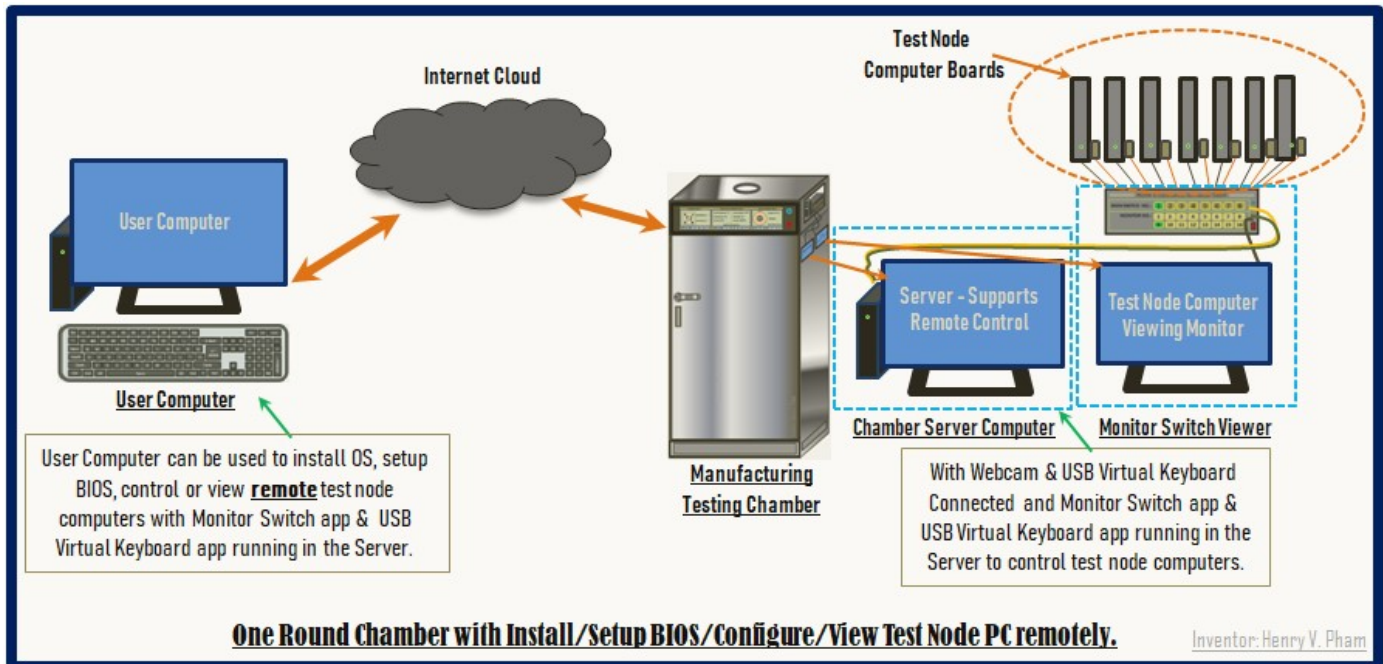 Internet Cloud
Test Node
Computer Boards
User Computer
Server - Supports
Remote Control
Test Node Computer
Viewing Monitor
User Computer
Manufacturing
Testing Chamber
Chamber Server Computer
Monitor Switch Viewer
User Computer can be used to install OS, setup
BIOS, control or view remote test node
computers with Monitor Switch app & USB
Virtual Keyboard app running in the Server.
With Webcam & USB Virtual Keyboard
Connected and Monitor Switch app &
USB Virtual Keyboard app running in the
Server to control test node computers.
One Round Chamber with Install/Setup BIOS/Configure/View Test Node PC remotely.
Inventor: Henry V. Pham